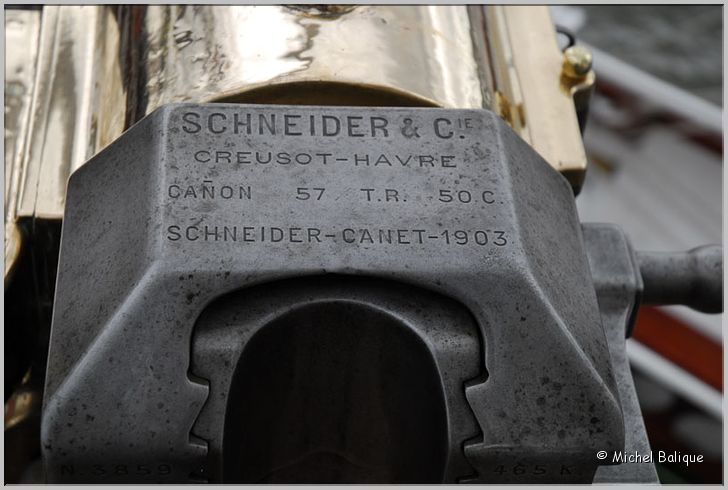 SCHNEIDER & C.IE
CREUSOT-HAVRE
CAÑON 57 T.R. 50.C.
SCHNEIDER-CANET-1903
N.3859 465 K.
© Michel Balique